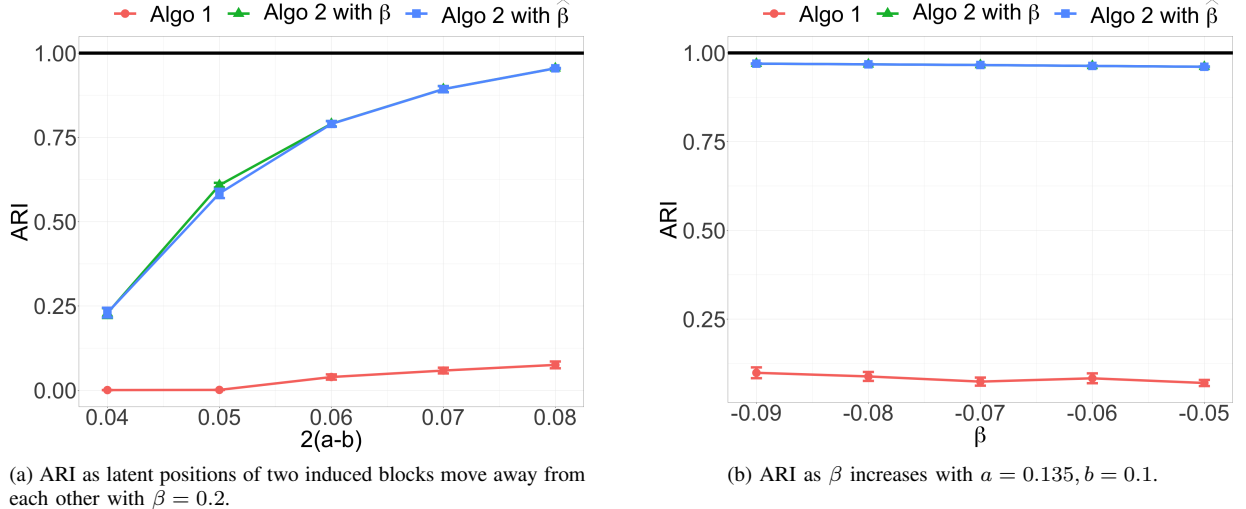 Algo 1 Algo 2 with β Algo 2 with β̂
1.00
0.75
0.50
0.25
0.00
ARI
0.04 0.05 0.06 0.07 0.08
2(a-b)
(a) ARI as latent positions of two induced blocks move away from
each other with β = 0.2.
Algo 1 Algo 2 with β Algo 2 with β̂
1.00
0.75
0.50
0.25
ARI
-0.09 -0.08 -0.07 -0.06 -0.05
β
(b) ARI as β increases with a = 0.135, b = 0.1.